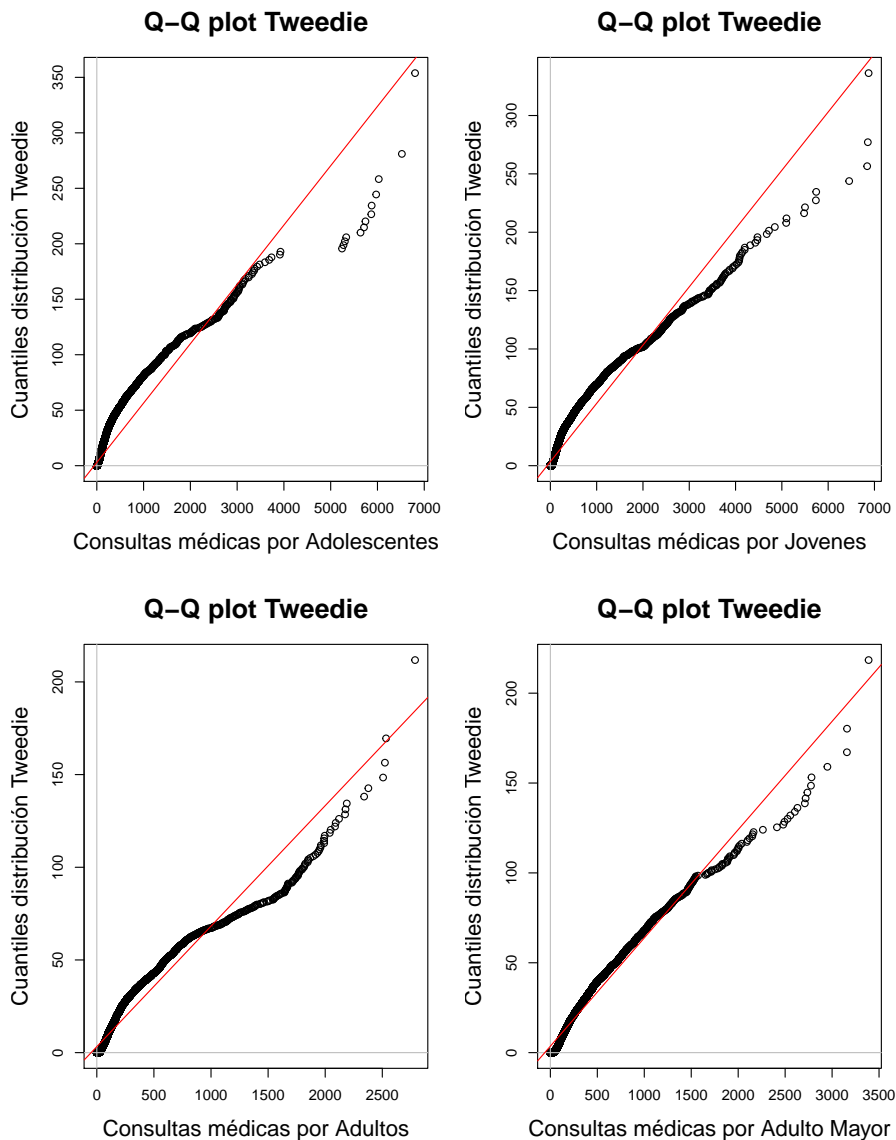 Q−Q plot Tweedie
Cuantiles distribución Tweedie
0 50 100 150 200 250 300 350
0 1000 2000 3000 4000 5000 6000 7000
Consultas médicas por Adolescentes
Q−Q plot Tweedie
Cuantiles distribución Tweedie
0 50 100 150 200 250 300
0 1000 2000 3000 4000 5000 6000 7000
Consultas médicas por Jovenes
Q−Q plot Tweedie
Cuantiles distribución Tweedie
0 50 100 150 200
0 500 1000 1500 2000 2500
Consultas médicas por Adultos
Q−Q plot Tweedie
Cuantiles distribución Tweedie
0 50 100 150 200
0 500 1000 1500 2000 2500 3000 3500
Consultas médicas por Adulto Mayor